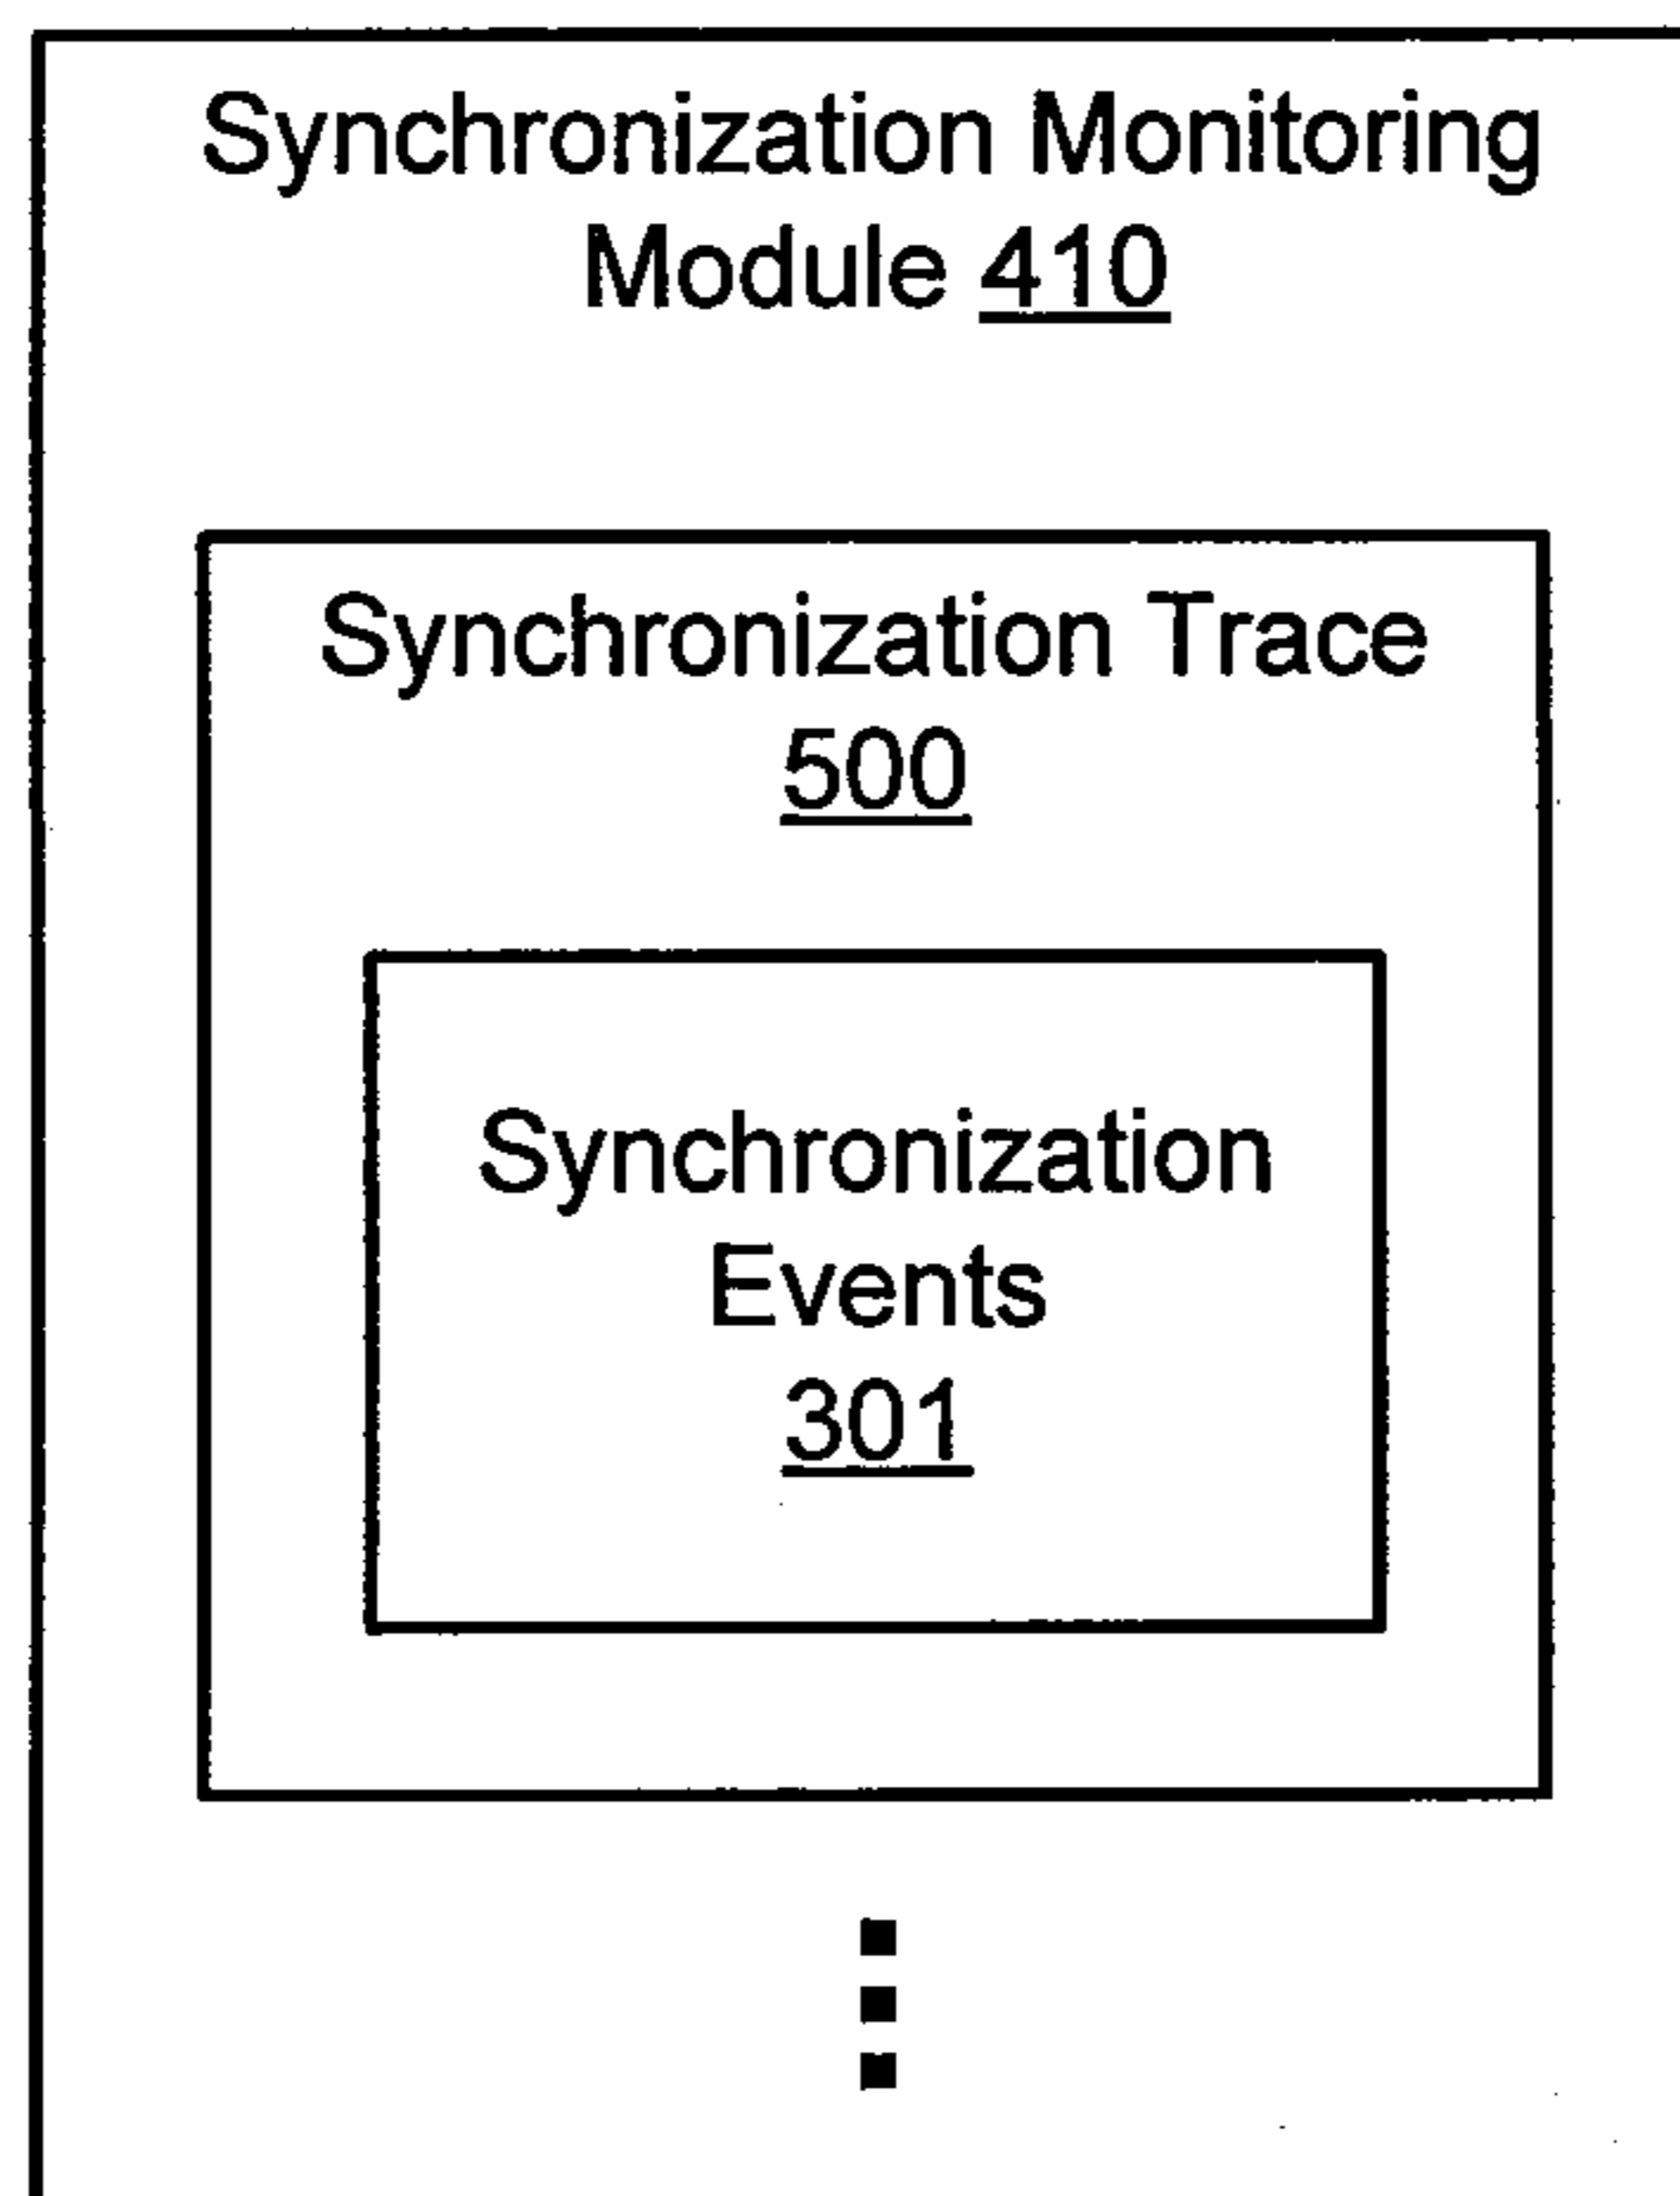 Synchronization Monitoring
Module 410
Synchronization Trace
500
Synchronization
Events
301